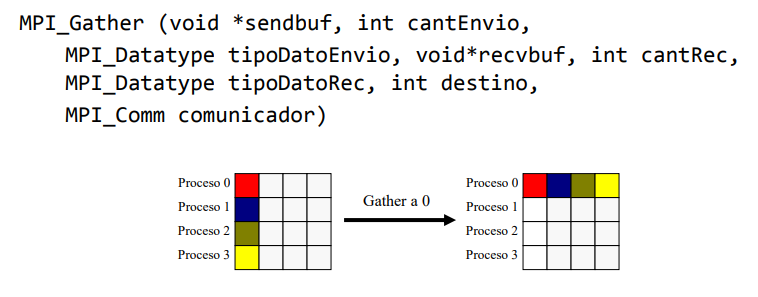 MPI_Gather (void *sendbuf, int cantEnvio,
MPI_Datatype tipoDatoEnvio, void*recvbuf, int cantRec,
MPI_Datatype tipoDatoRec, int destino,
MPI_Comm comunicador)
Proceso 0
Proceso 1
Proceso 2
Proceso 3
Gather a 0
Proceso 0
Proceso 1
Proceso 2
Proceso 3